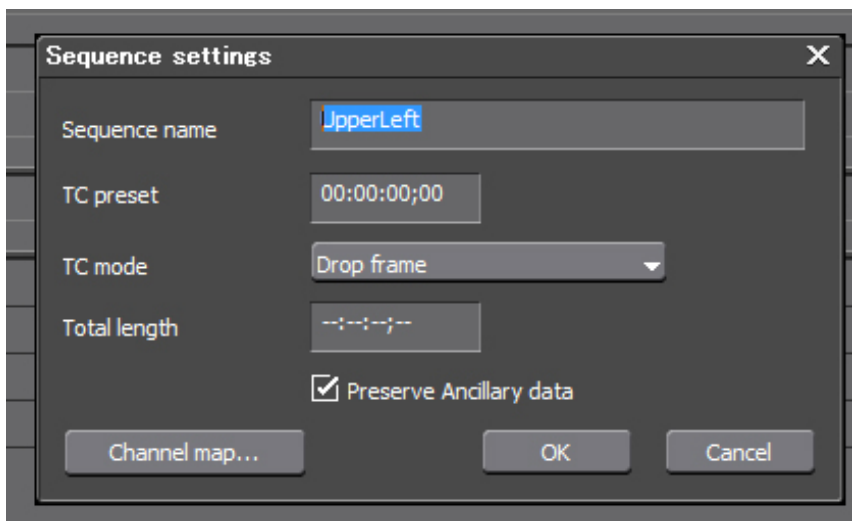 Sequence settings X
Sequence name UpperLeft
TC preset 00:00:00;00
TC mode Drop frame
Total length --:--:--;--
Preserve Ancillary data
Channel map... OK Cancel